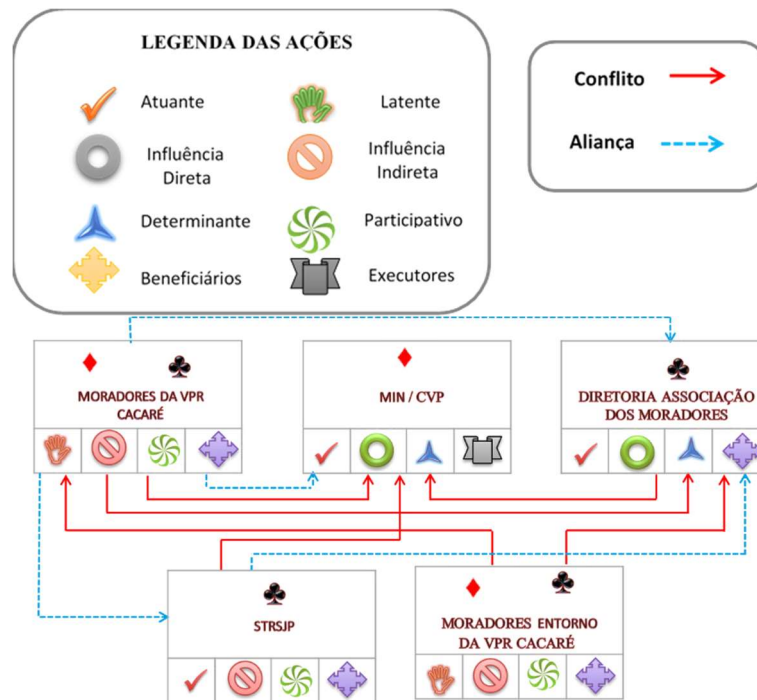 LEGENDA DAS AÇÕES
Atuante
Latente
Influência
Direta
Influência
Indireta
Determinante
Participativo
Beneficiários
Executores
Conflito
Aliança
MORADORES DA VPR
CACARÉ
MIN / CVP
DIRETORIA ASSOCIAÇÃO
DOS MORADORES
STRSJP
MORADORES ENTORNO
DA VPR CACARÉ